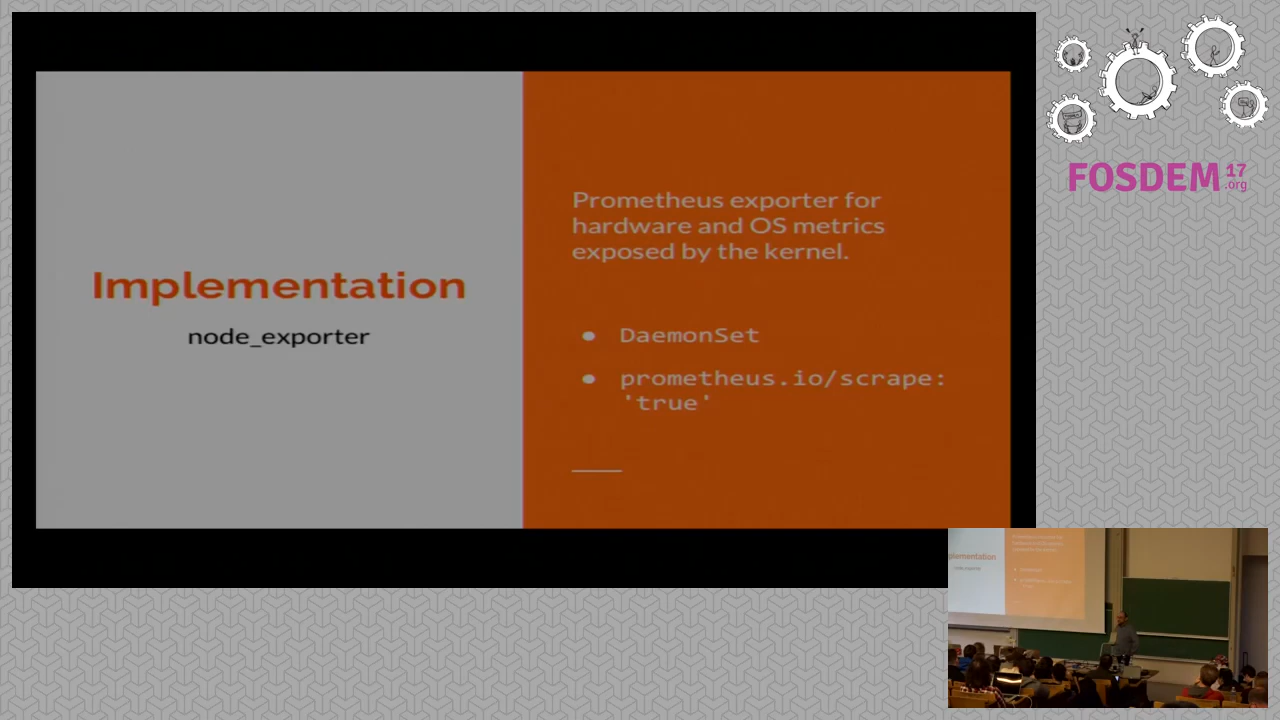 Implementation
node_exporter
Prometheus exporter for
hardware and OS metrics
exposed by the kernel.
● DaemonSet
● prometheus.io/scrape:
'true'
FOSDEM 17
.org